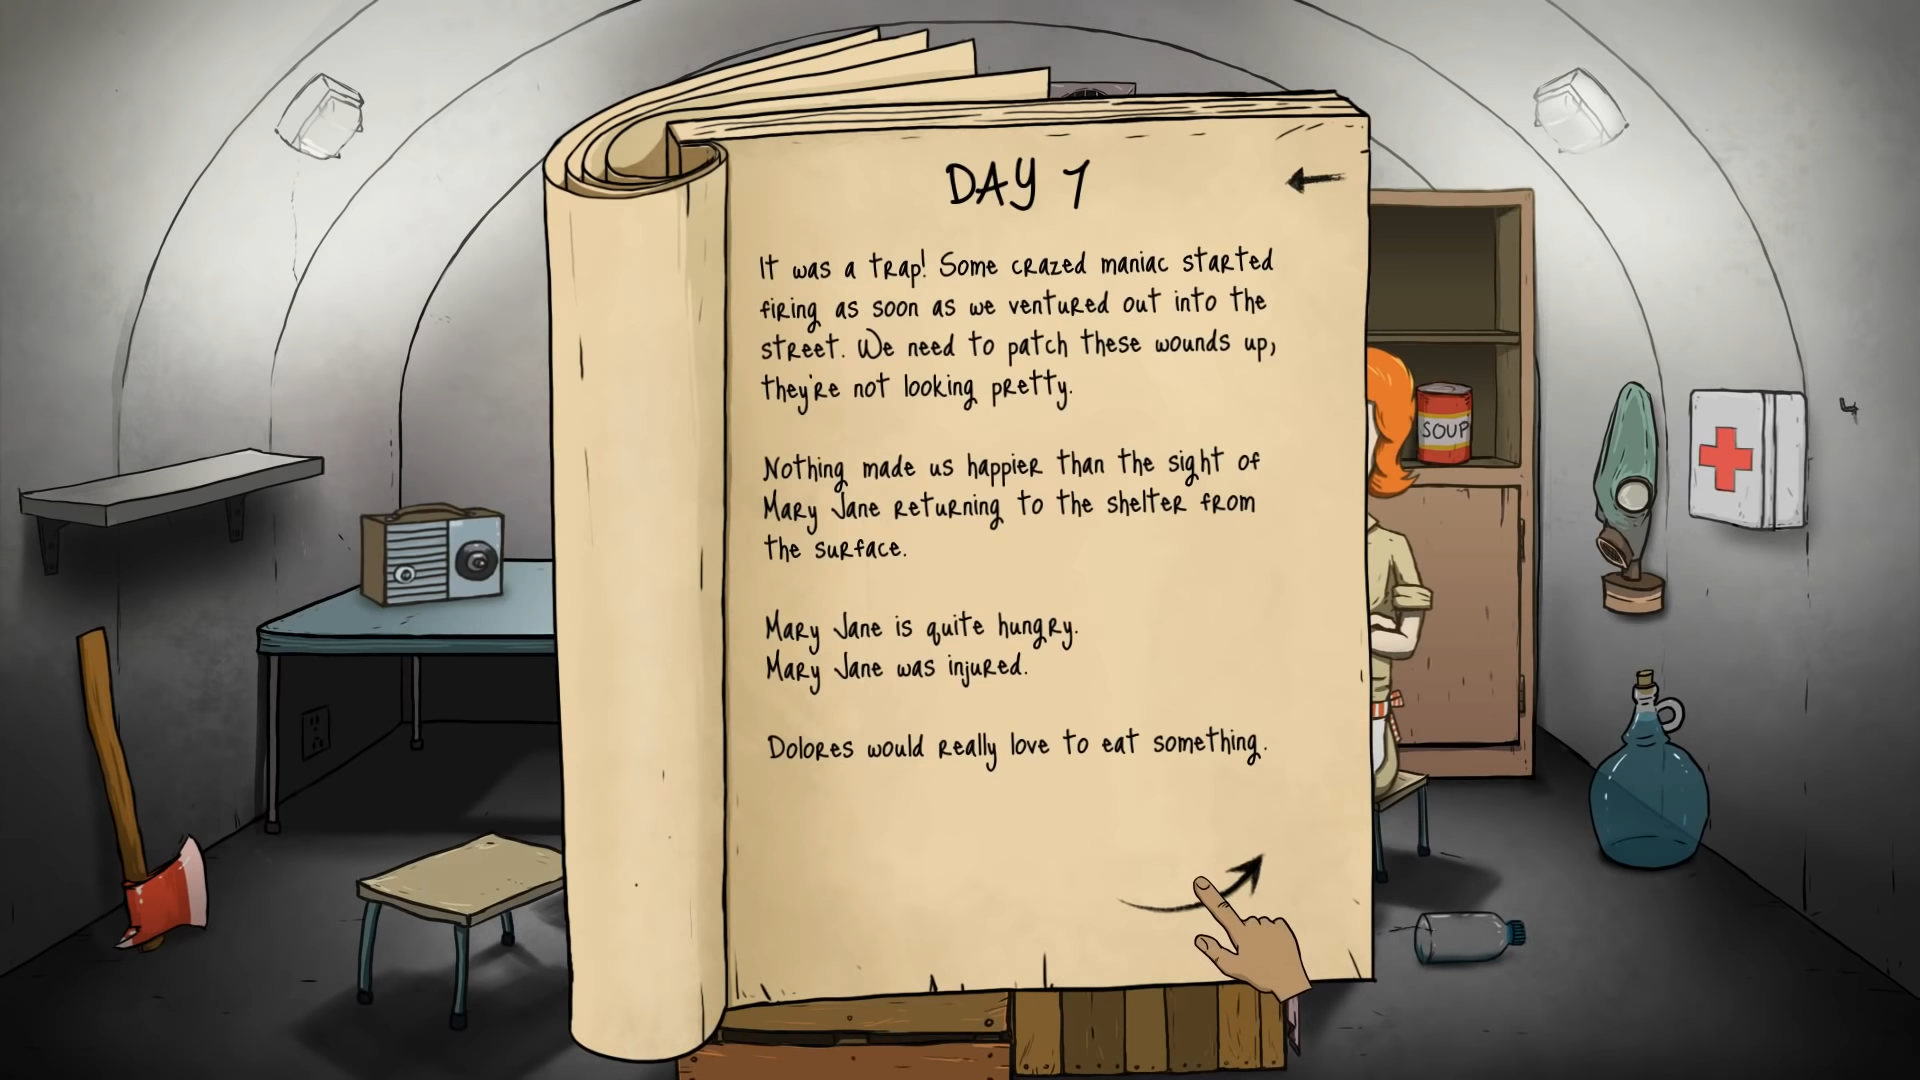 DAY 7
It was a trap! Some crazed maniac started
firing as soon as we ventured out into the
street. We need to patch these wounds up,
they're not looking pretty.
Nothing made us happier than the sight of
Mary Jane returning to the shelter from
the surface.
Mary Jane is quite hungry.
Mary Jane was injured.
Dolores would really love to eat something.
SOUP